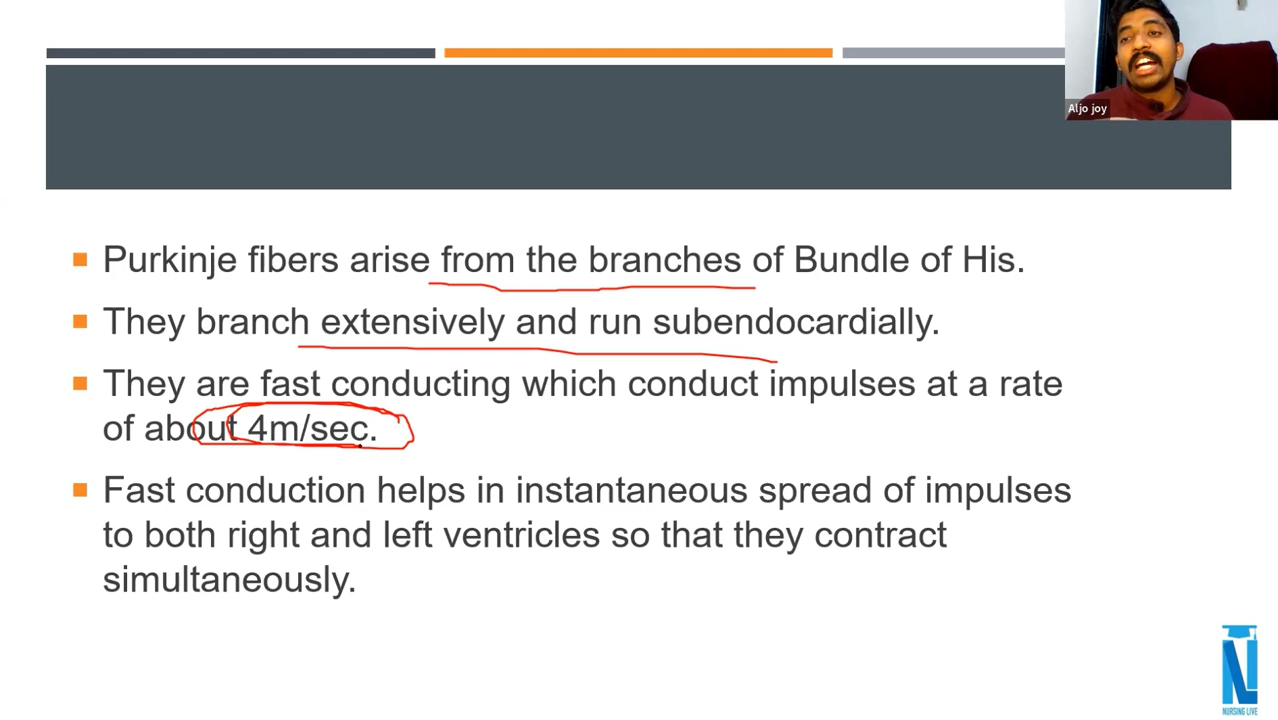 Aljo joy
Purkinje fibers arise from the branches of Bundle of His.
They branch extensively and run subendocardially.
They are fast conducting which conduct impulses at a rate
of about 4m/sec.
Fast conduction helps in instantaneous spread of impulses
to both right and left ventricles so that they contract
simultaneously.
NURSING LIVE